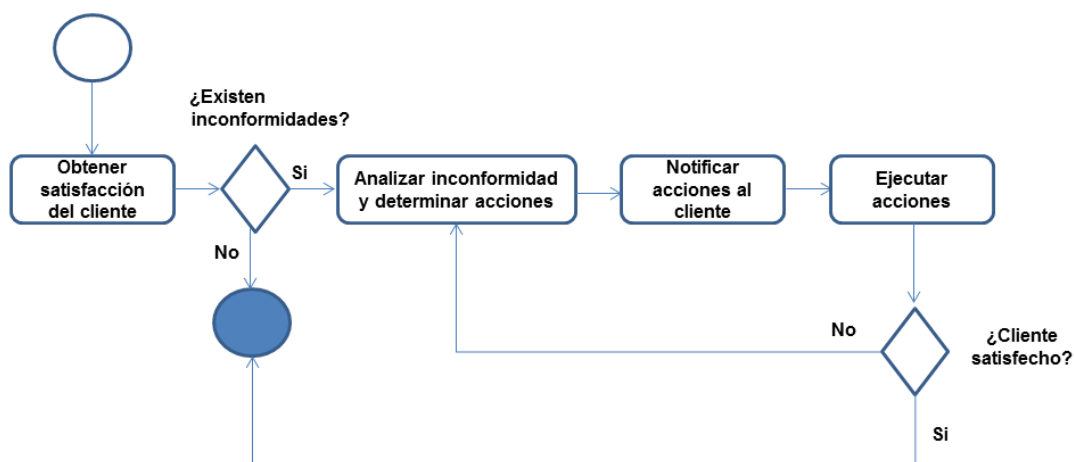 ¿Existen
inconformidades?
Obtener
satisfacción
del cliente
Si
Analizar inconformidad
y determinar acciones
Notificar
acciones al
cliente
Ejecutar
acciones
No
No
¿Cliente
satisfecho?
Si